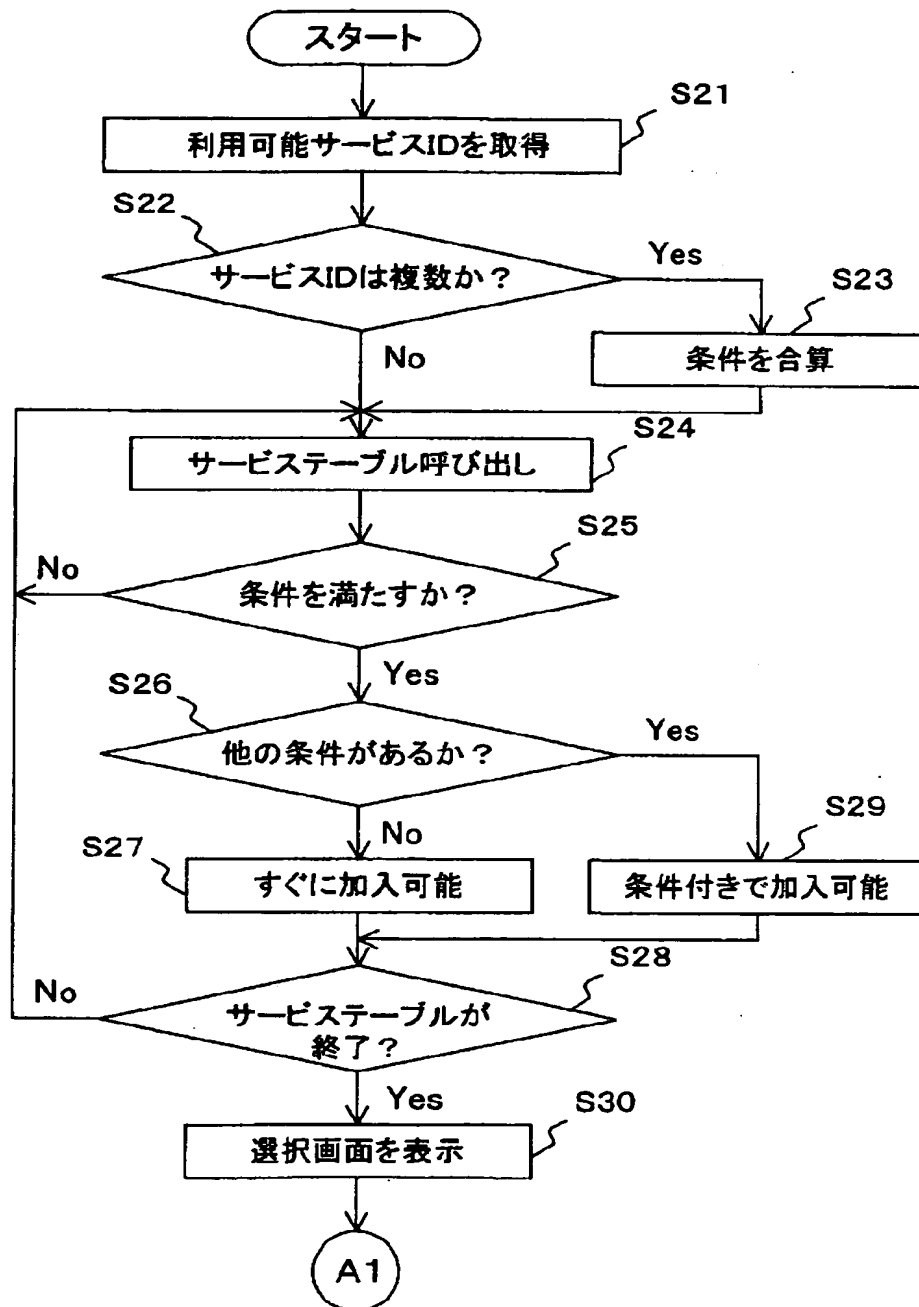 スタート
S21
利用可能サービスIDを取得
S22
サービスIDは複数か？
Yes
S23
条件を合算
No
S24
サービステーブル呼び出し
S25
No
条件を満たすか？
Yes
S26
他の条件があるか？
Yes
No
S27
すぐに加入可能
S29
条件付きで加入可能
S28
No
サービステーブルが
終了？
Yes
S30
選択画面を表示
A1